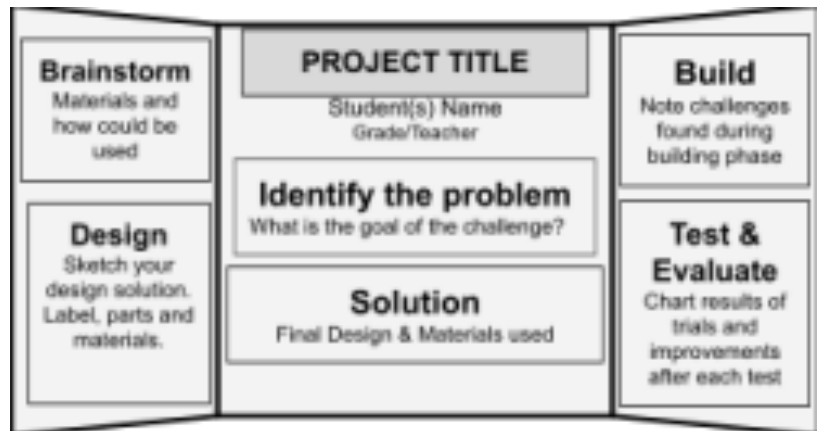 Brainstorm
Materials and
how could be
used
Design
Sketch your
design solution.
Label, parts and
materials.
PROJECT TITLE
Student(s) Name
Grade/Teacher
Identify the problem
What is the goal of the challenge?
Solution
Final Design & Materials used
Build
Note challenges
found during
building phase
Test &
Evaluate
Chart results of
trials and
improvements
after each test